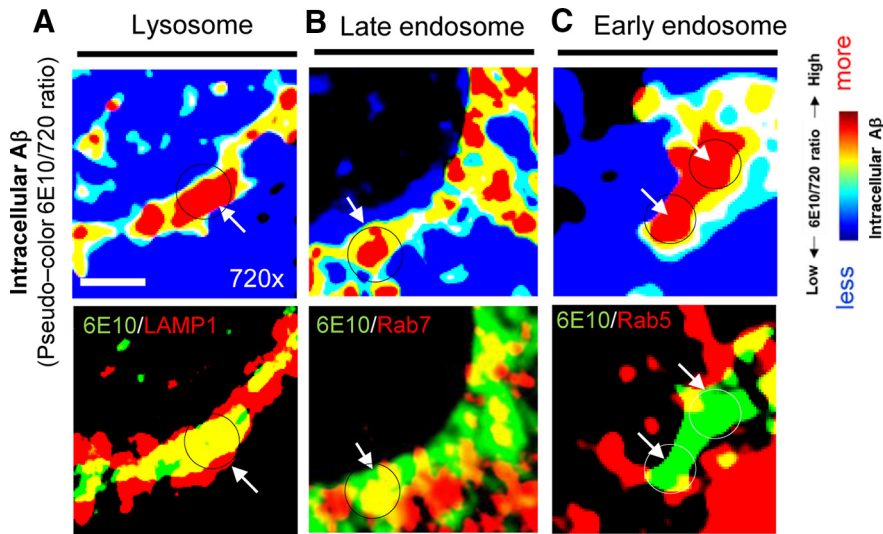 A
Lysosome
B
Late endosome
C
Early endosome
Intracellular Aβ
(Pseudo-color 6E10/720 ratio)
720x
Low ← 6E10/720 ratio → High
less
more
Intracellular Aβ
6E10/LAMP1
6E10/Rab7
6E10/Rab5